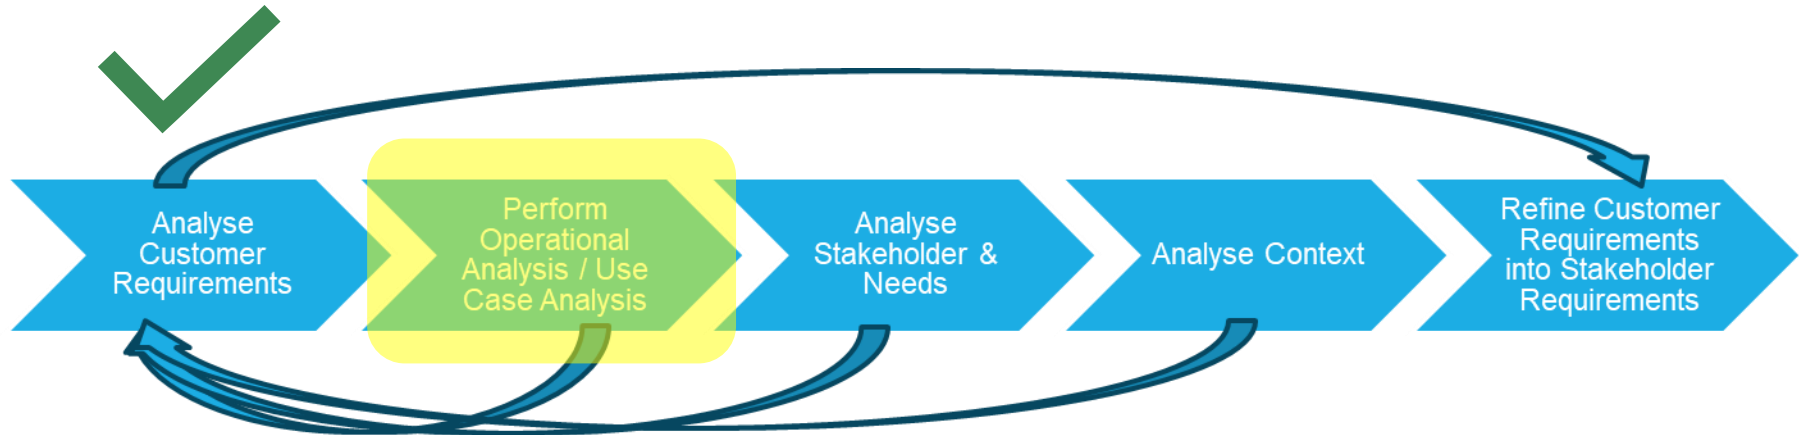 Analyse
Customer
Requirements
Perform
Operational
Analysis / Use
Case Analysis
Analyse
Stakeholder &
Needs
Analyse Context
Refine Customer
Requirements
into Stakeholder
Requirements